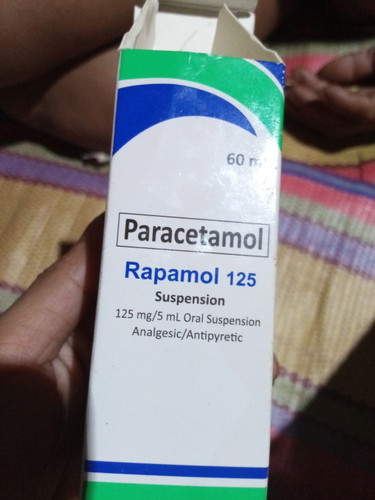 60 m
Paracetamol
Rapamol 125
Suspension
125 mg/5 mL Oral Suspension
Analgesic/Antipyretic